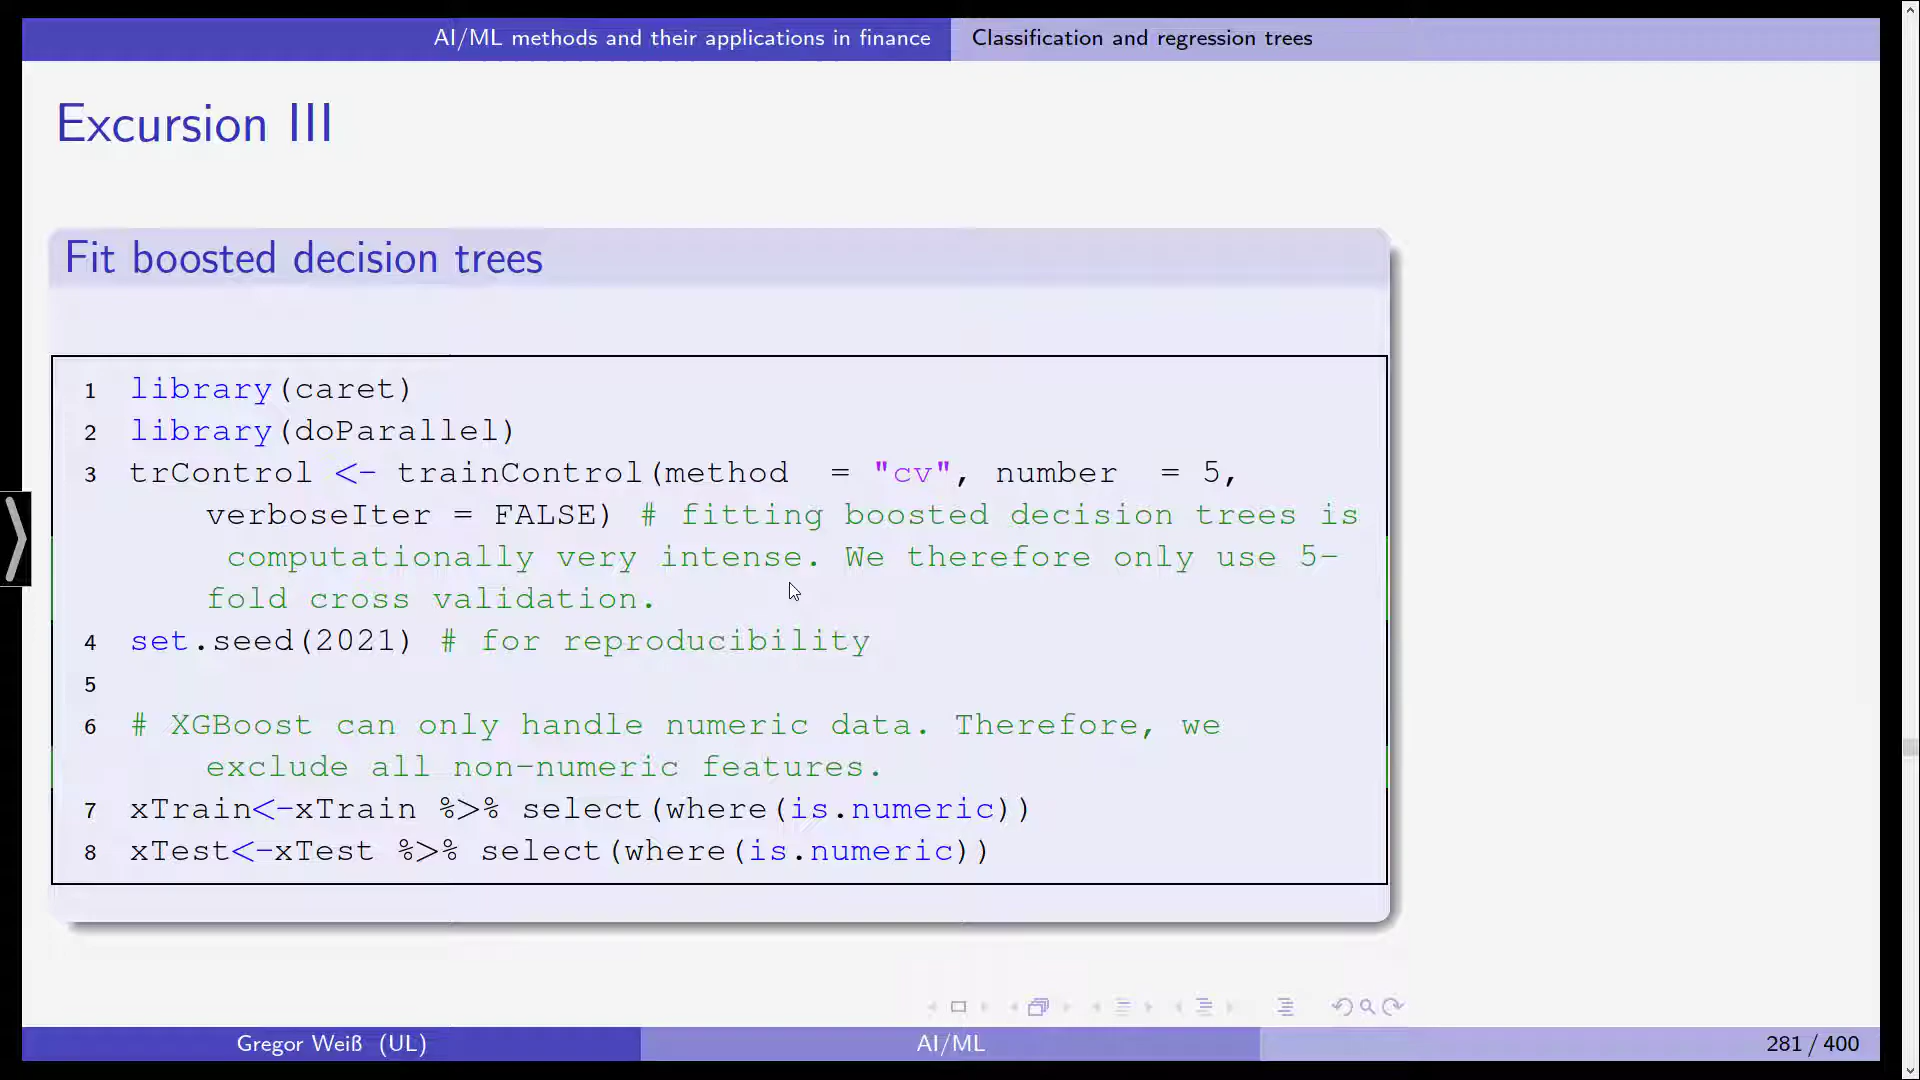 AI/ML methods and their applications in finance Classification and regression trees
Excursion III
Fit boosted decision trees
1 library(caret)
2 library(doParallel)
3 trControl <- trainControl(method = "cv", number = 5,
verboseIter = FALSE) # fitting boosted decision trees is
computationally very intense. We therefore only use 5-
fold cross validation.
4 set.seed(2021) # for reproducibility
5
6 # XGBoost can only handle numeric data. Therefore, we
exclude all non-numeric features.
7 xTrain<-xTrain %>% select(where(is.numeric))
8 xTest<-xTest %>% select(where(is.numeric))
Gregor Weiß (UL) AI/ML 281 / 400